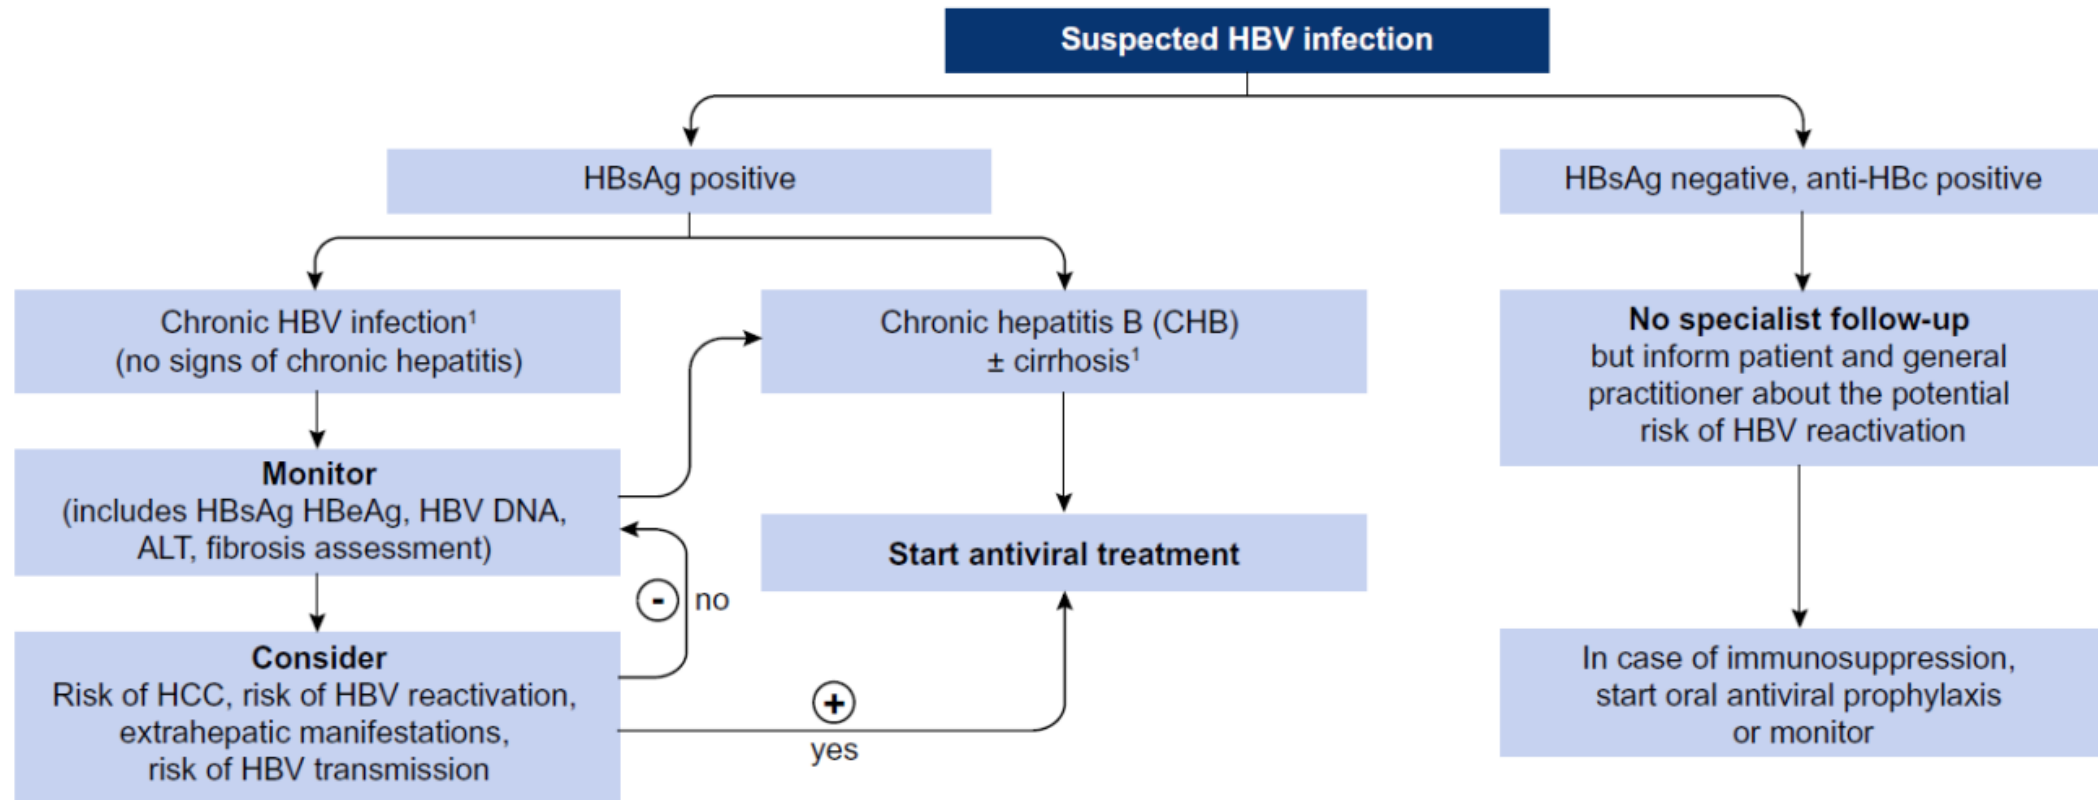 Suspected HBV infection
HBsAg positive
HBsAg negative, anti-HBc positive
Chronic HBV infection¹
(no signs of chronic hepatitis)
Chronic hepatitis B (CHB)
± cirrhosis¹
No specialist follow-up
but inform patient and general
practitioner about the potential
risk of HBV reactivation
Monitor
(includes HBsAg HBeAg, HBV DNA,
ALT, fibrosis assessment)
Start antiviral treatment
- no
Consider
Risk of HCC, risk of HBV reactivation,
extrahepatic manifestations,
risk of HBV transmission
+
yes
In case of immunosuppression,
start oral antiviral prophylaxis
or monitor